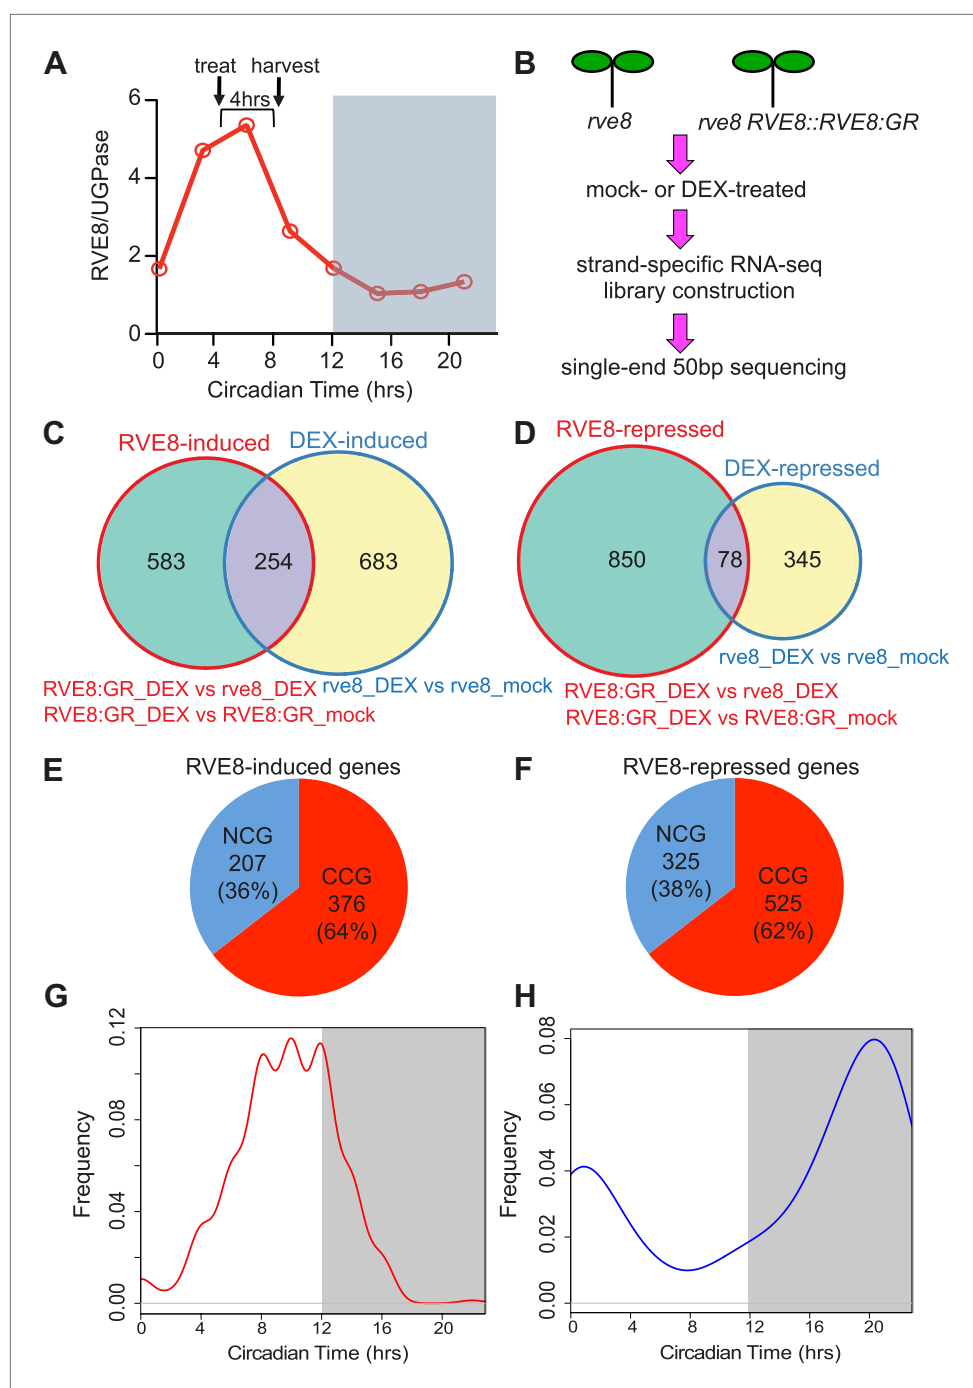 A
treat
harvest
4hrs
RVE8/UGPase
6
4
2
0
0
4
8
12
16
20
Circadian Time (hrs)
B
rve8
rve8 RVE8::RVE8:GR
mock- or DEX-treated
strand-specific RNA-seq
library construction
single-end 50bp sequencing
C
RVE8-induced
DEX-induced
583
254
683
RVE8:GR_DEX vs rve8_DEX
RVE8:GR_DEX vs RVE8:GR_mock
rve8_DEX vs rve8_mock
D
RVE8-repressed
DEX-repressed
850
78
345
rve8_DEX vs rve8_mock
RVE8:GR_DEX vs rve8_DEX
RVE8:GR_DEX vs RVE8:GR_mock
E
RVE8-induced genes
NCG
207
(36%)
CCG
376
(64%)
F
RVE8-repressed genes
NCG
325
(38%)
CCG
525
(62%)
G
Frequency
0.12
0.08
0.04
0.00
0
4
8
12
16
20
Circadian Time (hrs)
H
Frequency
0.08
0.06
0.04
0.02
0.00
0
4
8
12
20
Circadian Time (hrs)